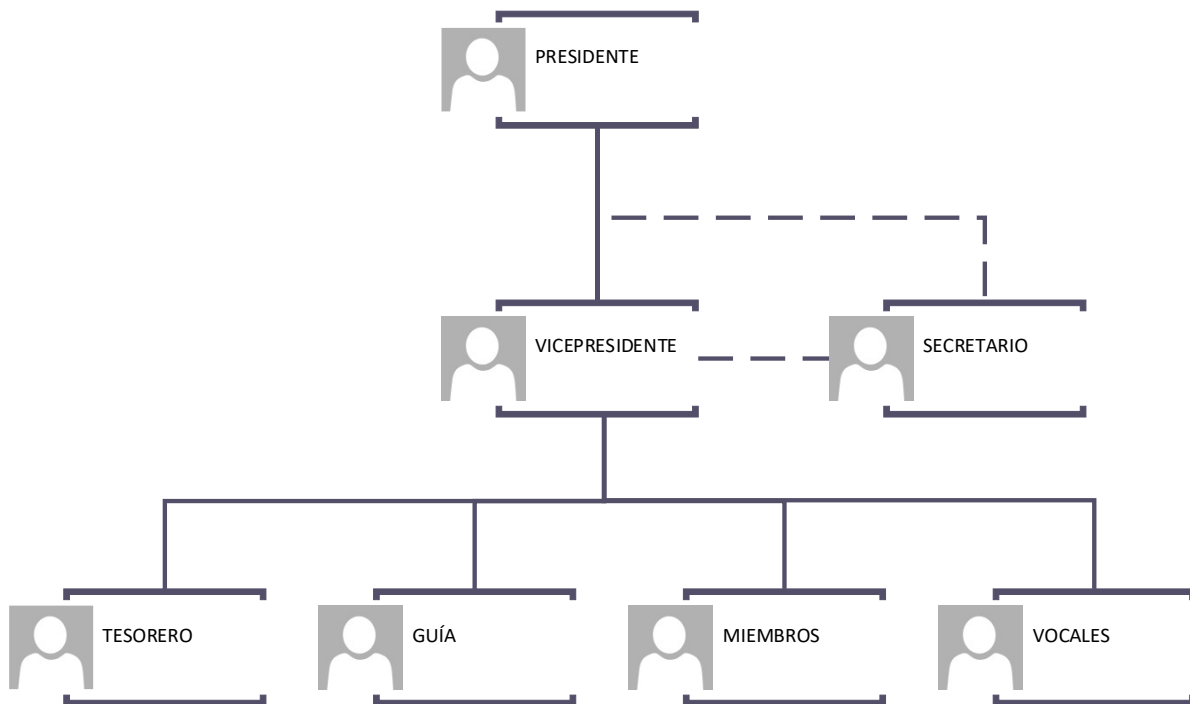 PRESIDENTE
VICEPRESIDENTE
SECRETARIO
TESORERO
GUÍA
MIEMBROS
VOCALES